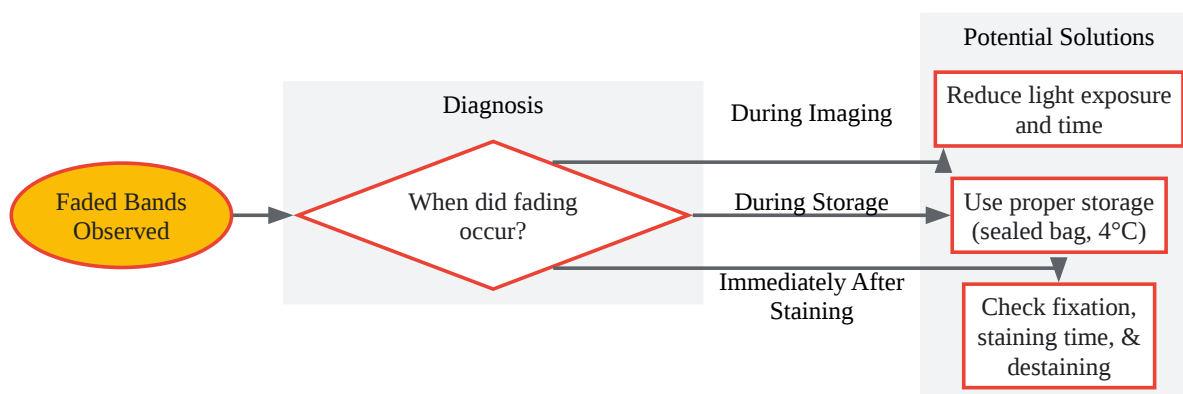 Potential Solutions
Diagnosis
During Imaging
Reduce light exposure
and time
Faded Bands
Observed
When did fading
occur?
During Storage
Use proper storage
(sealed bag, 4°C)
Immediately After
Staining
Check fixation,
staining time, &
destaining